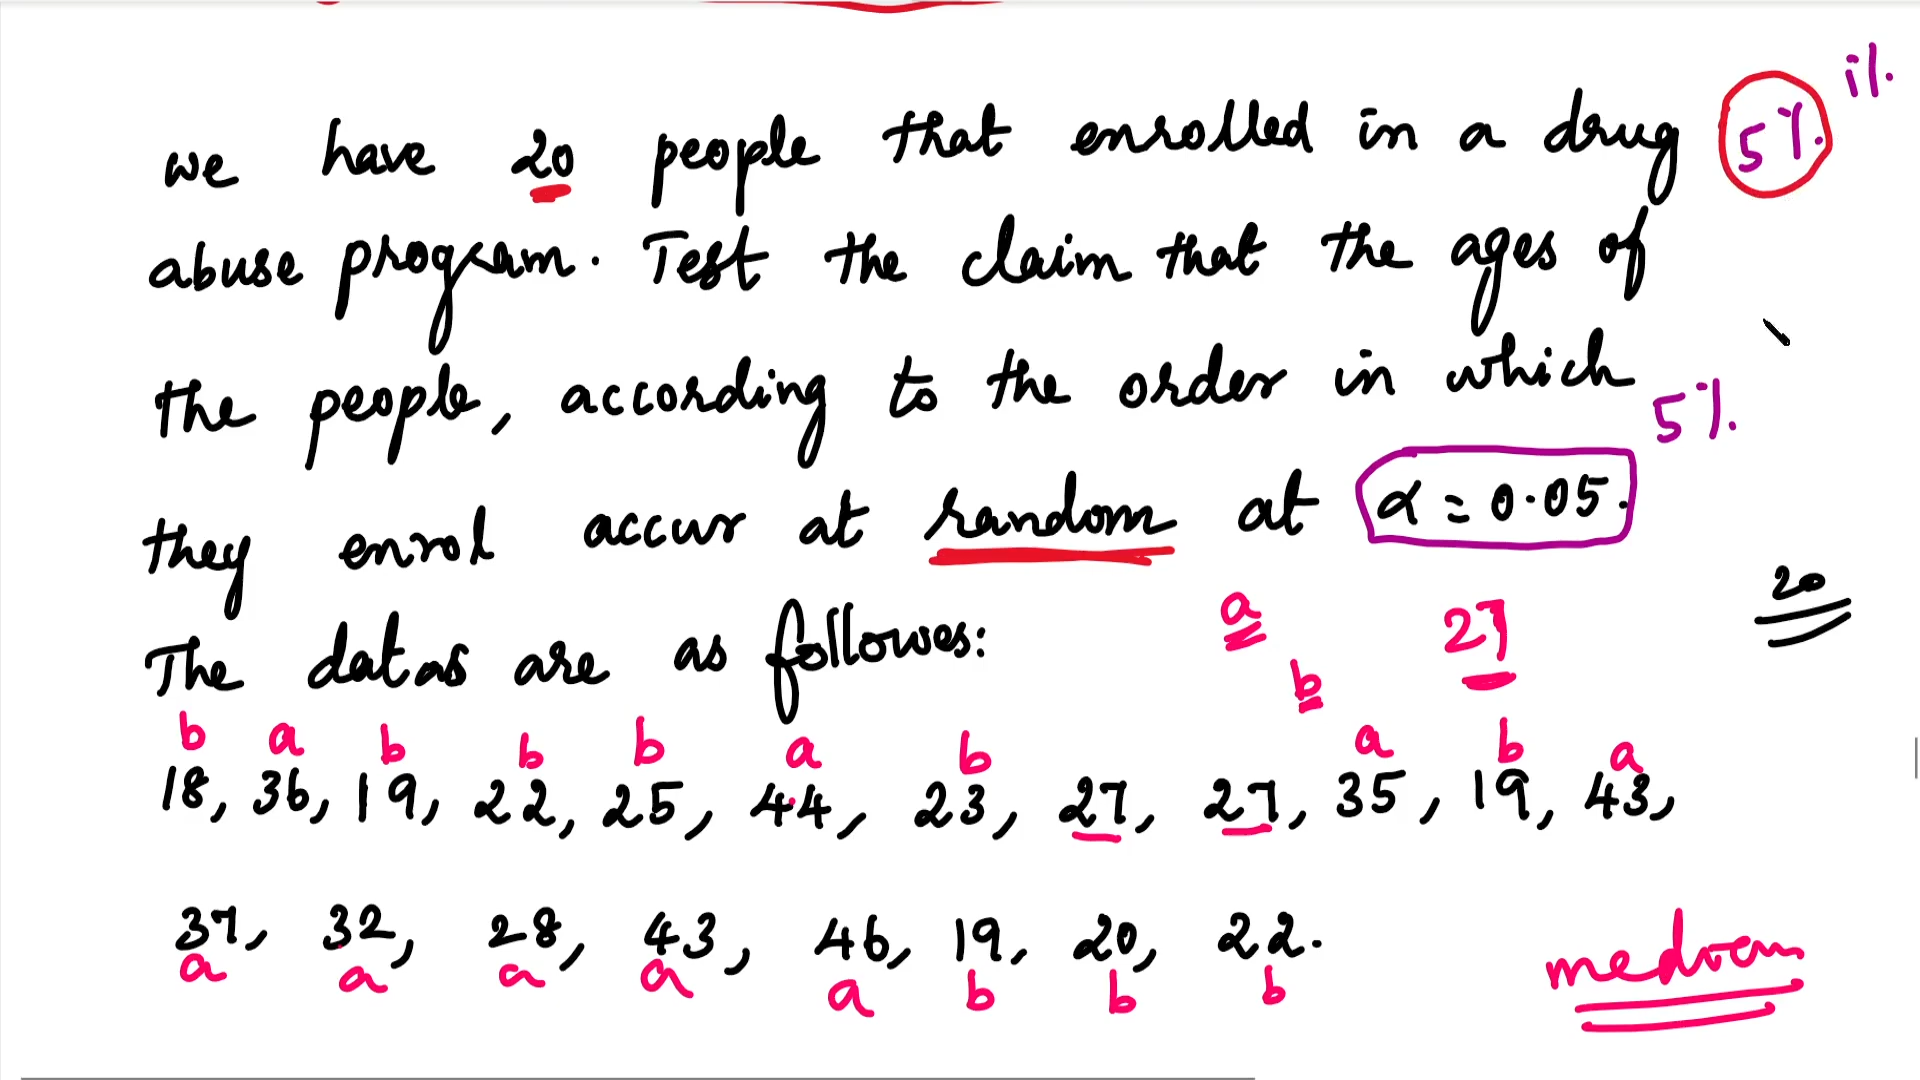 1%.
we have 20 people that enrolled in a drug 5%.
abuse program. Test the claim that the ages of
the people, according to the order in which
5%.
they enrol accur at random at α = 0.05.
20
The datas are as followes: a 27
b
b a b b b a b a b a
18, 36, 19, 22, 25, 44, 23, 27, 27, 35, 19, 43,
37, 32, 28, 43, 46, 19, 20, 22.
a a a a a b b b
median